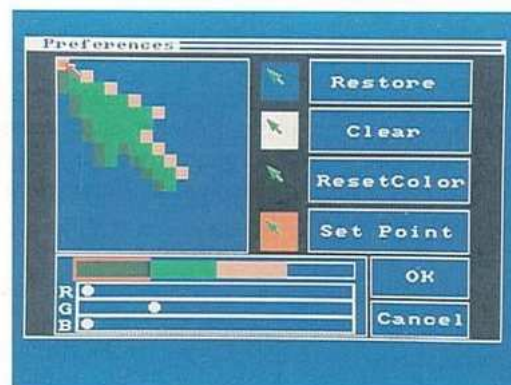 Preferences
Restore
Clear
ResetColor
Set Point
OK
R
G
B
Cancel